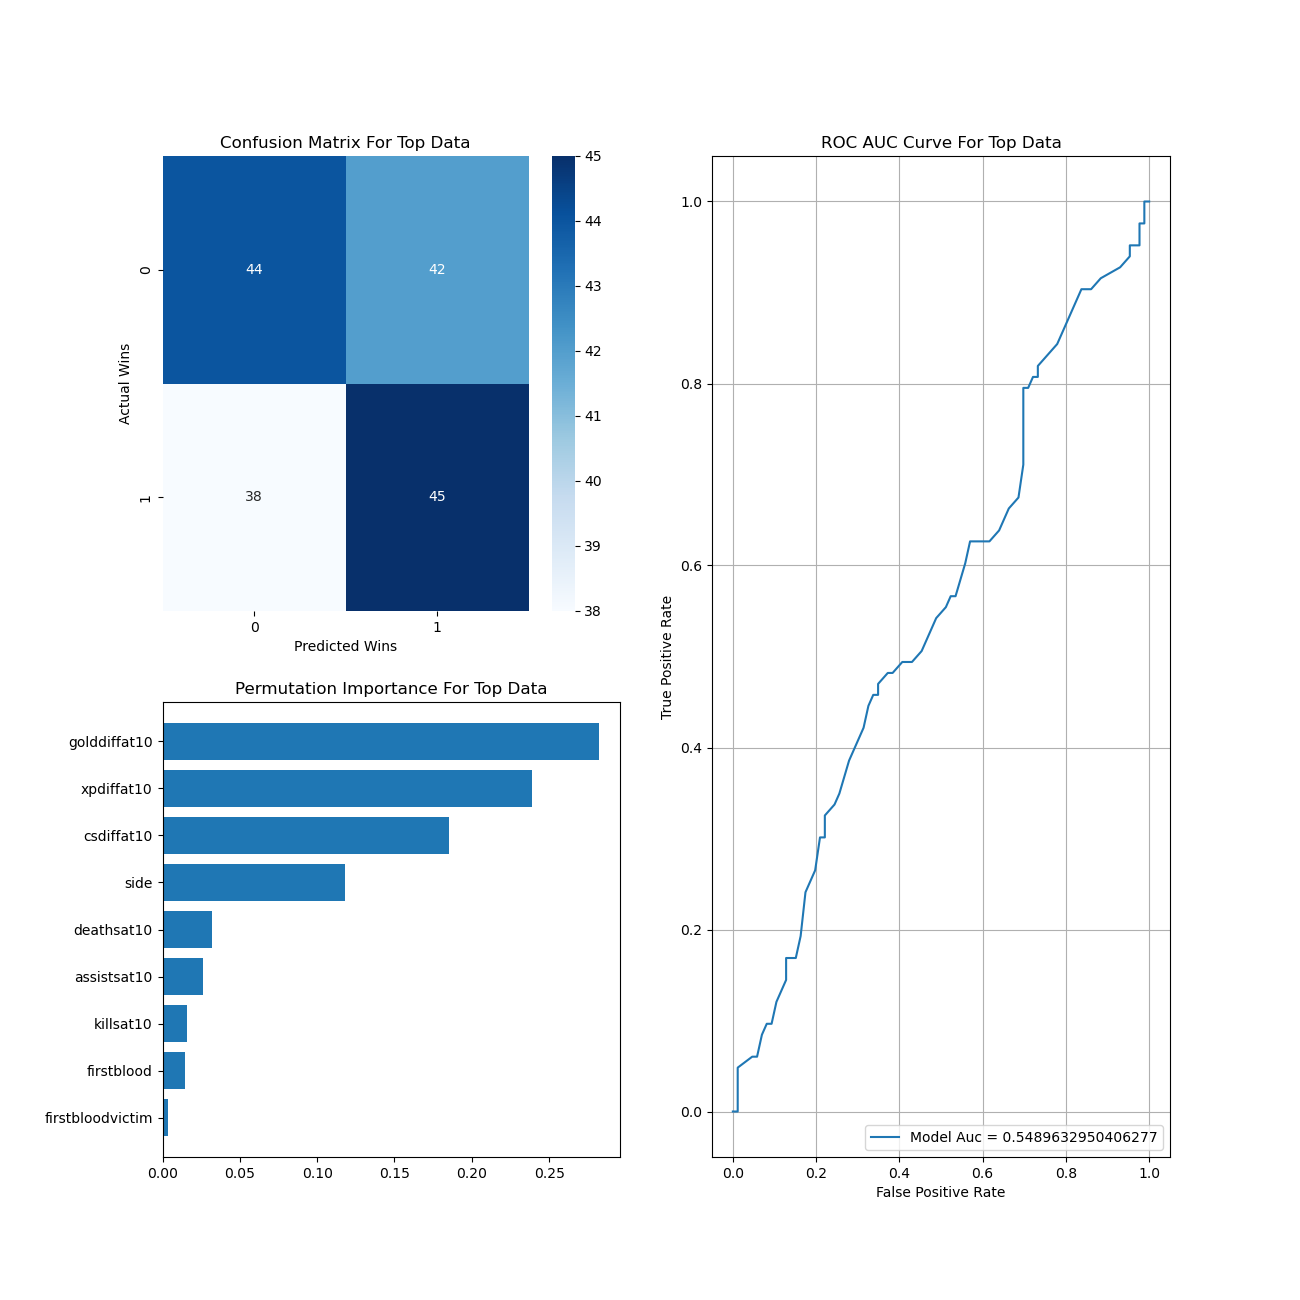 Confusion Matrix For Top Data
44
42
38
45
0
1
Actual Wins
0
1
Predicted Wins
45
44
43
42
41
40
39
38
Permutation Importance For Top Data
golddiffat10
xpdiffat10
csdiffat10
side
deathsat10
assistsat10
killsat10
firstblood
firstbloodvictim
0.00
0.05
0.10
0.15
0.20
0.25
ROC AUC Curve For Top Data
1.0
0.8
0.6
0.4
0.2
0.0
True Positive Rate
Model Auc = 0.5489632950406277
0.0
0.2
0.4
0.6
0.8
1.0
False Positive Rate